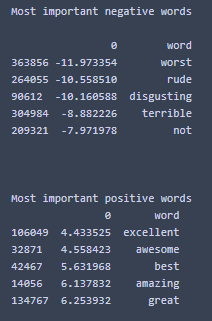 Most important negative words
0 word
363856 -11.973354 worst
264055 -10.558510 rude
90612 -10.160588 disgusting
304984 -8.882226 terrible
209321 -7.971978 not
Most important positive words
0 word
106049 4.433525 excellent
32871 4.558423 awesome
42467 5.631968 best
14056 6.137832 amazing
134767 6.253932 great